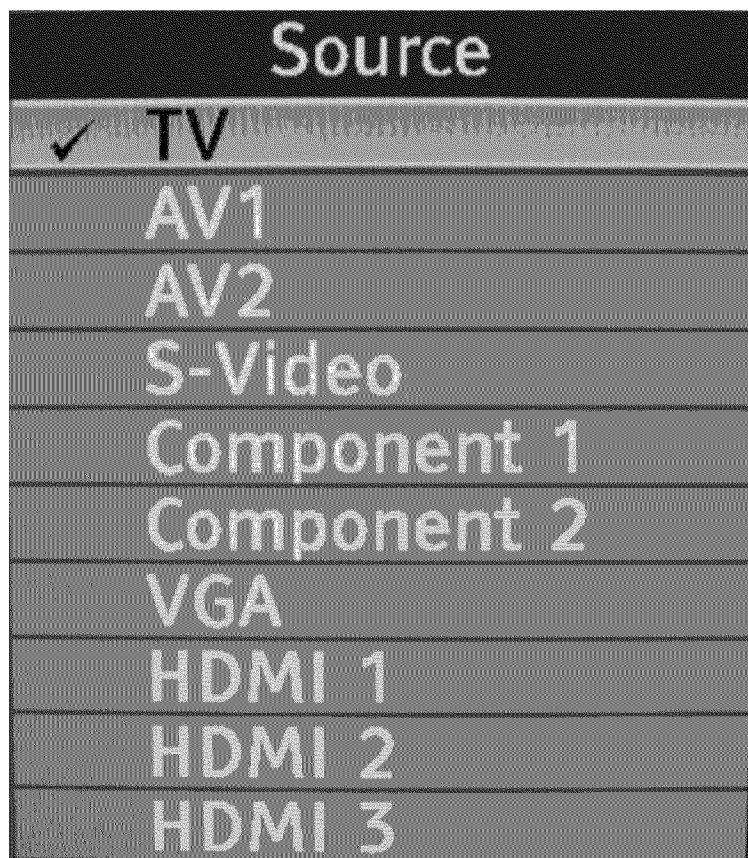 Source
✓ TV
AV1
AV2
S-Video
Component 1
Component 2
VGA
HDMI 1
HDMI 2
HDMI 3